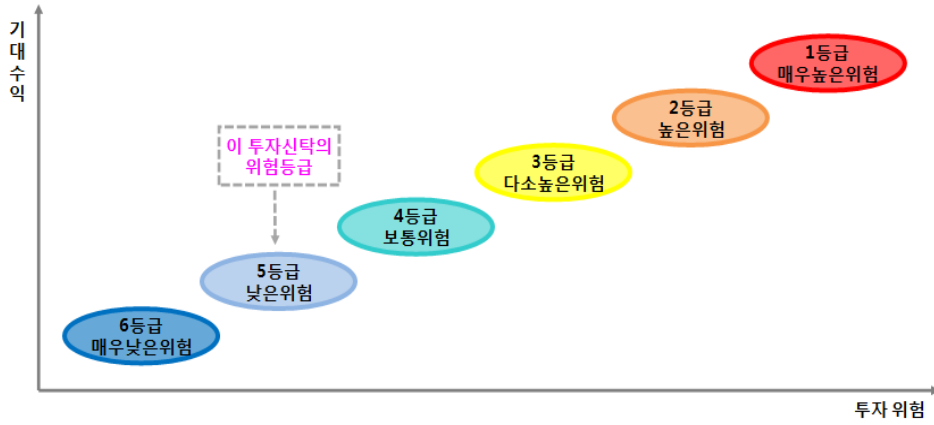 기
대
수
익
1등급
매우높은위험
2등급
높은위험
이 투자신탁의
위험등급
3등급
다소높은위험
4등급
보통위험
5등급
낮은위험
6등급
매우낮은위험
투자 위험